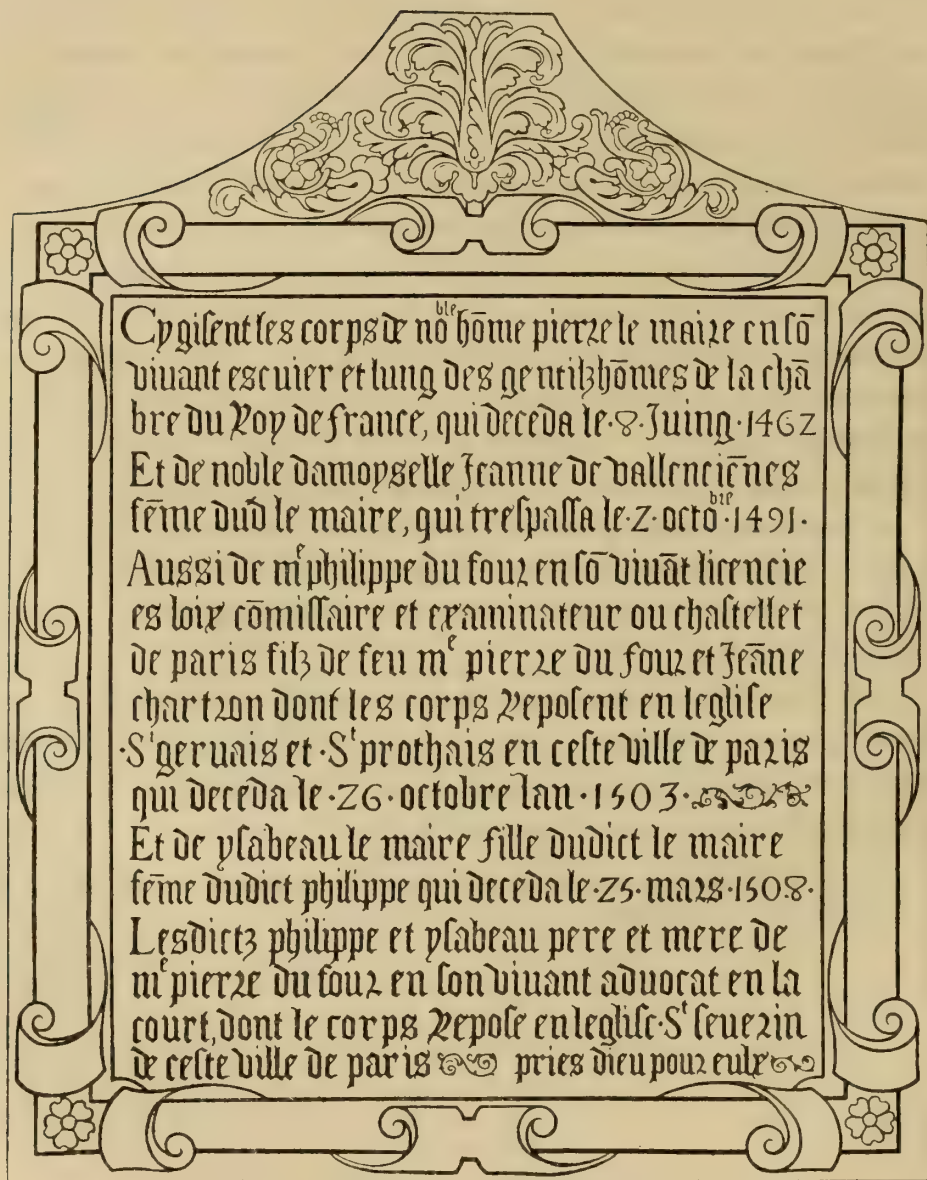 Cy gisent les corps de no^ble hōme pierre le maire en sō
viuant escuier et lung des gentilzhōmes de la chā
bre du Roy de france, qui deceda le ·8· Juing · 1462
Et de noble damoyselle Jeanne de vallenciēnes
fēme dud̄ le maire, qui trespassa le ·2· octo^bre · 1491 ·
Aussi de m^e philippe du four en sō viuāt licencie
es loix cōmissaire et examinateur ou chastellet
de paris filz de feu m^e pierre du four et Jeāne
chartron dont les corps Reposent en leglise
·S^t geruais et ·S^t prothais en ceste ville de paris
qui deceda le ·26· octobre lan · 1503 ·
Et de ysabeau le maire fille dudict le maire
fēme dudict philippe qui deceda le ·25· mars · 1508 ·
Lesdictz philippe et ysabeau pere et mere de
m^e pierre du four en son viuant aduocat en la
court, dont le corps Repose en leglise · S^t seuerin
de ceste ville de paris pries dieu pour eulx